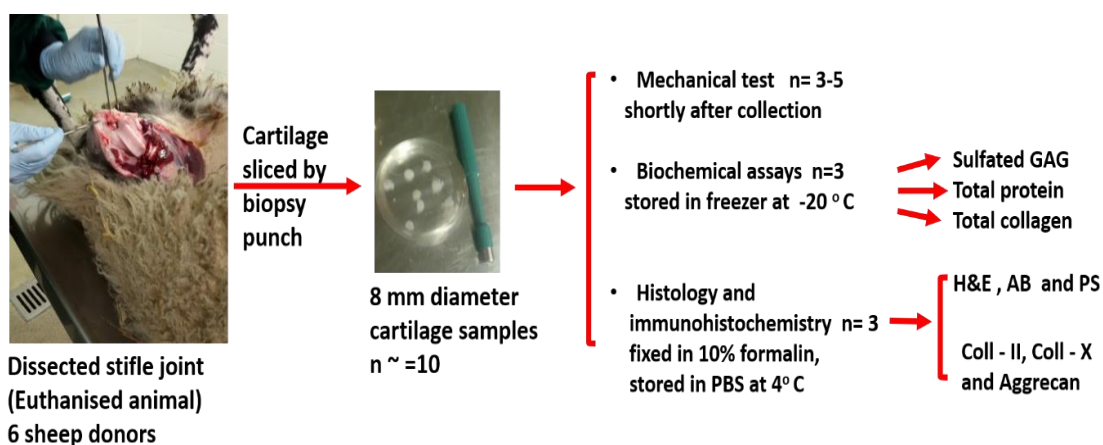 Dissected stifle joint
(Euthanised animal)
6 sheep donors
Cartilage
sliced by
biopsy
punch
8 mm diameter
cartilage samples
n ~ =10
• Mechanical test n= 3-5
shortly after collection
• Biochemical assays n=3
stored in freezer at -20 ° C
Sulfated GAG
Total protein
Total collagen
• Histology and
immunohistochemistry n= 3
fixed in 10% formalin,
stored in PBS at 4° C
H&E , AB and PS
Coll - II, Coll - X
and Aggrecan